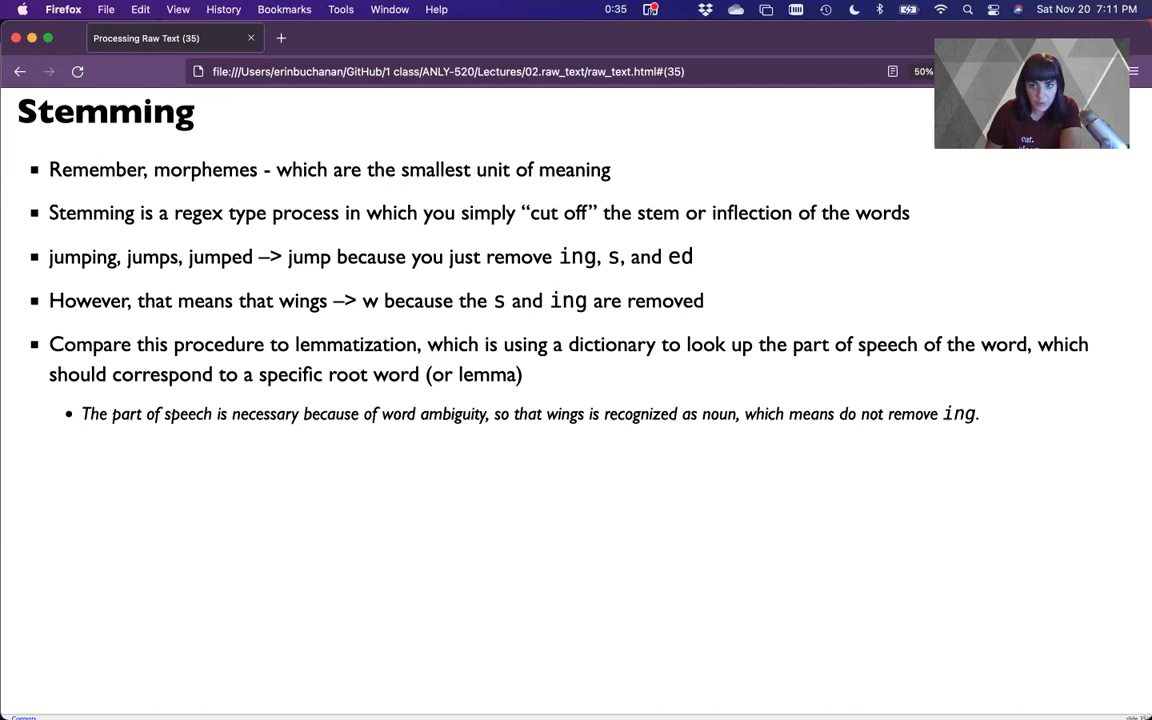 Firefox File Edit View History Bookmarks Tools Window Help 0:35 Sat Nov 20 7:11 PM
Processing Raw Text (35)
file:///Users/erinbuchanan/GitHub/1 class/ANLY-520/Lectures/02.raw_text/raw_text.html#(35) 50%
Stemming
Remember, morphemes - which are the smallest unit of meaning
Stemming is a regex type process in which you simply “cut off” the stem or inflection of the words
jumping, jumps, jumped –> jump because you just remove ing, s, and ed
However, that means that wings –> w because the s and ing are removed
Compare this procedure to lemmatization, which is using a dictionary to look up the part of speech of the word, which
should correspond to a specific root word (or lemma)
The part of speech is necessary because of word ambiguity, so that wings is recognized as noun, which means do not remove ing.